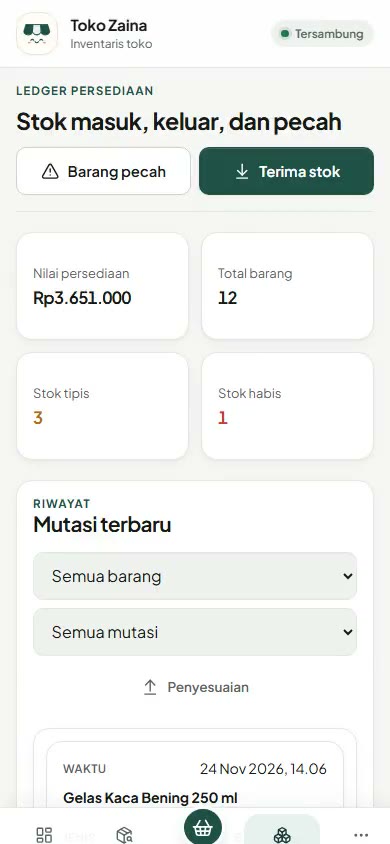 Toko Zaina
Inventaris toko
Tersambung
LEDGER PERSEDIAAN
Stok masuk, keluar, dan pecah
Barang pecah
Terima stok
Nilai persediaan
Rp3.651.000
Total barang
12
Stok tipis
3
Stok habis
1
RIWAYAT
Mutasi terbaru
Semua barang
Semua mutasi
Penyesuaian
WAKTU
24 Nov 2026, 14.06
Gelas Kaca Bening 250 ml